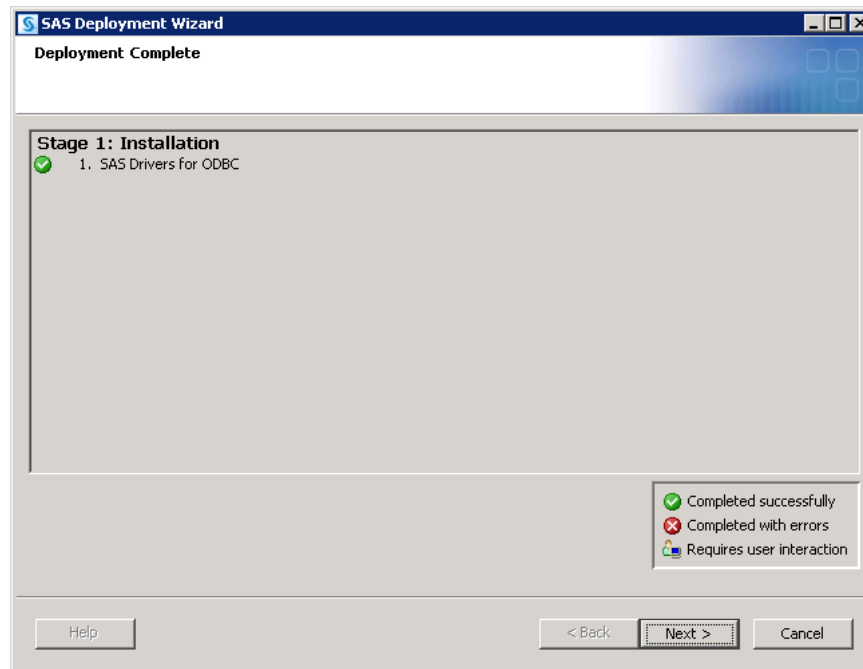 SAS Deployment Wizard
Deployment Complete
Stage 1: Installation
1. SAS Drivers for ODBC
Completed successfully
Completed with errors
Requires user interaction
Help
< Back
Next >
Cancel